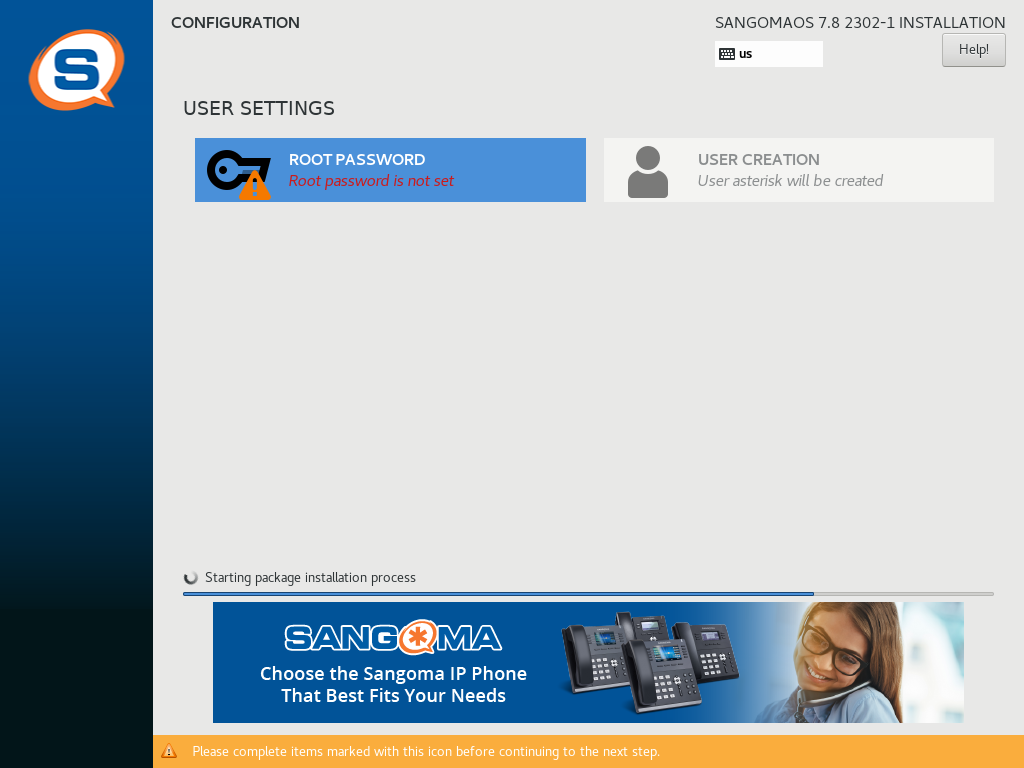 CONFIGURATION
SANGOMAOS 7.8 2302-1 INSTALLATION
us
Help!
USER SETTINGS
ROOT PASSWORD
Root password is not set
USER CREATION
User asterisk will be created
Starting package installation process
SANGOMA
Choose the Sangoma IP Phone
That Best Fits Your Needs
Please complete items marked with this icon before continuing to the next step.